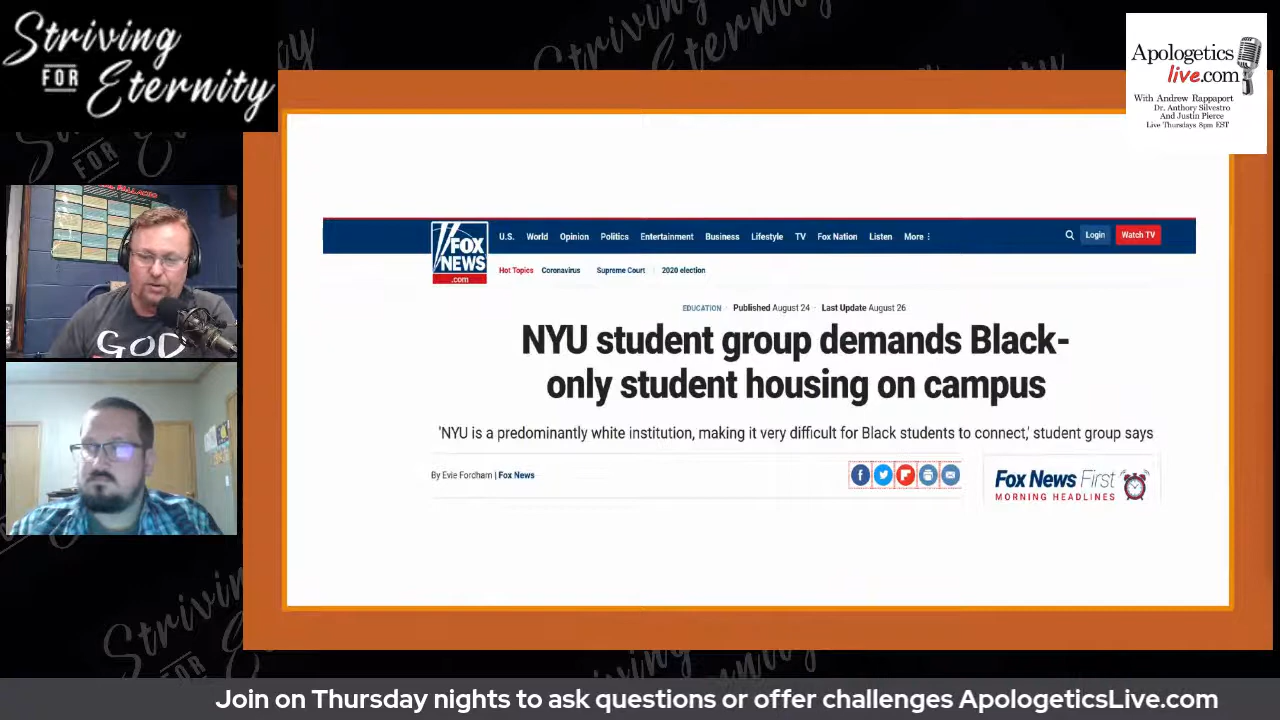 Striving
FOR
Eternity
Apologetics
live.com
With Andrew Rappaport
Dr. Anthory Silvestro
And Justin Pierce
Live Thursdays 8pm EST
GOD
FOX
NEWS
.com
U.S. World Opinion Politics Entertainment Business Lifestyle TV Fox Nation Listen More
Login
Watch TV
Hot Topics Coronavirus Supreme Court 2020 election
EDUCATION · Published August 24 · Last Update August 26
NYU student group demands Black-
only student housing on campus
'NYU is a predominantly white institution, making it very difficult for Black students to connect,' student group says
By Evie Fordham | Fox News
Fox News First
MORNING HEADLINES
Join on Thursday nights to ask questions or offer challenges ApologeticsLive.com